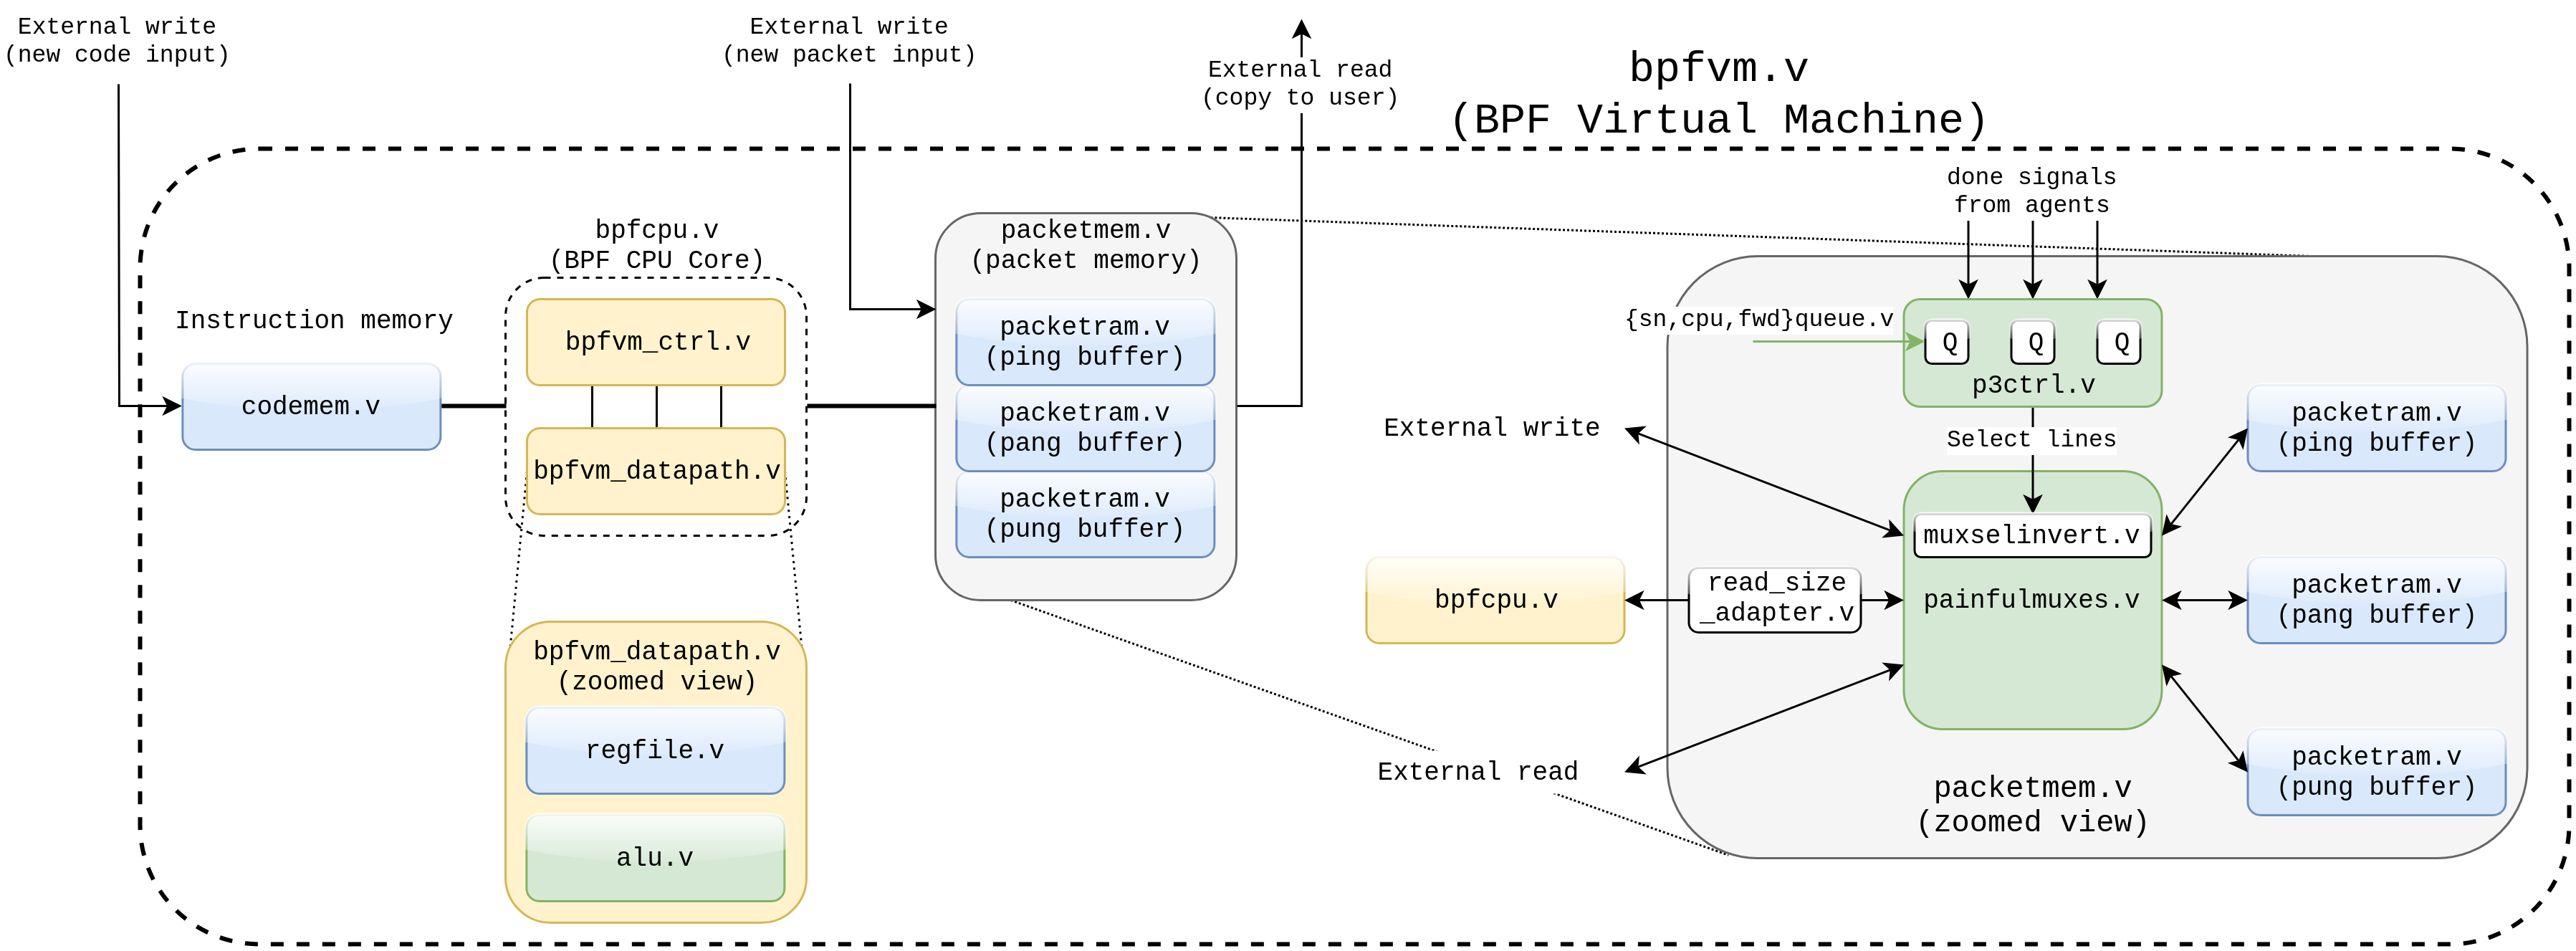 External write
(new code input)
External write
(new packet input)
External read
(copy to user)
bpfvm.v
(BPF Virtual Machine)
Instruction memory
codemem.v
bpfcpu.v
(BPF CPU Core)
bpfvm_ctrl.v
bpfvm_datapath.v
bpfvm_datapath.v
(zoomed view)
regfile.v
alu.v
packetmem.v
(packet memory)
packetram.v
(ping buffer)
packetram.v
(pang buffer)
packetram.v
(pung buffer)
done signals
from agents
{sn,cpu,fwd}queue.v
Q Q Q
p3ctrl.v
Select lines
External write
muxselinvert.v
bpfcpu.v
read_size
_adapter.v
painfulmuxes.v
External read
packetram.v
(ping buffer)
packetram.v
(pang buffer)
packetram.v
(pung buffer)
packetmem.v
(zoomed view)